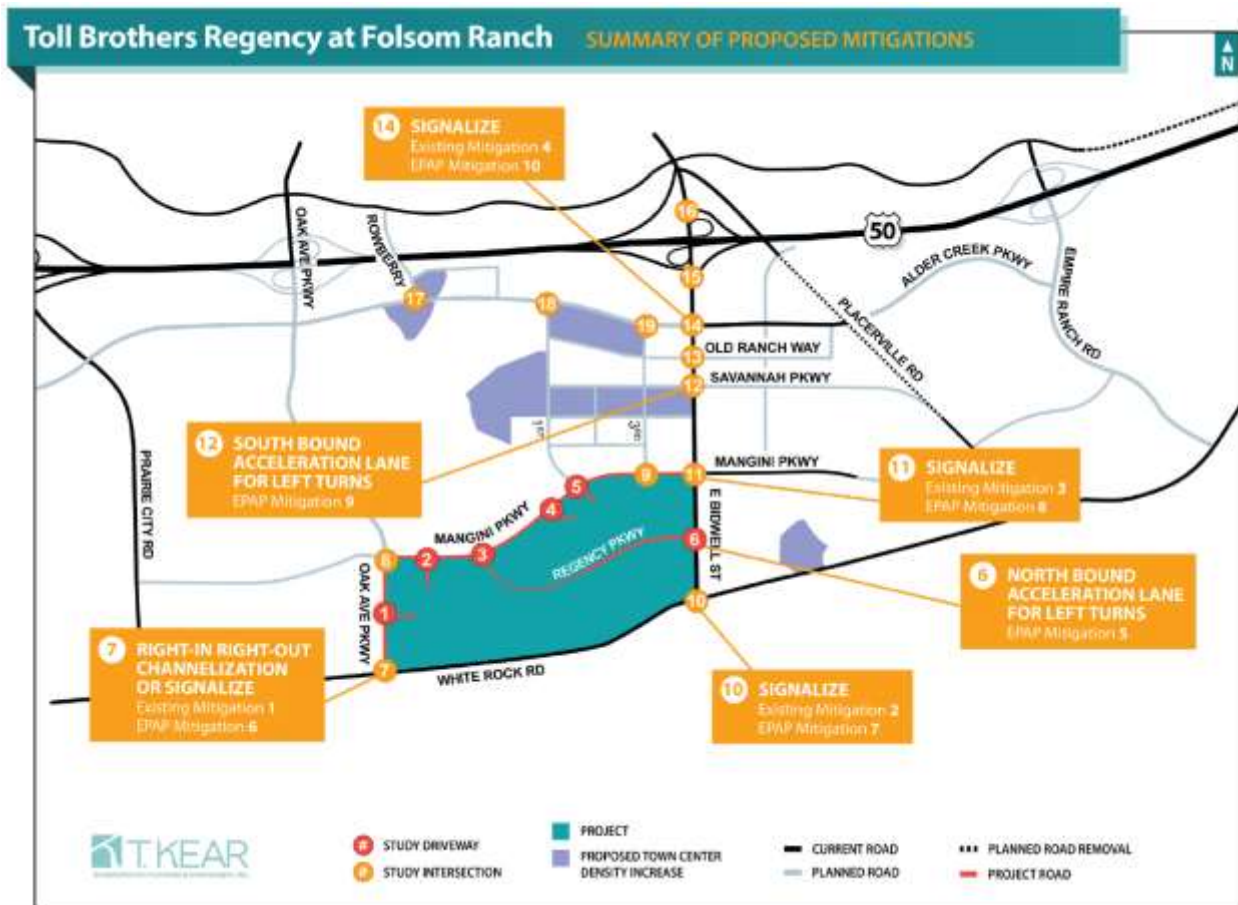 Toll Brothers Regency at Folsom Ranch SUMMARY OF PROPOSED MITIGATIONS
N
14 SIGNALIZE
Existing Mitigation 4
EPAP Mitigation 10
16
50
OAK AVE PKWY
ROWBERRY
15
ALDER CREEK PKWY
EMPIRE RANCH RD
17
18
19
14
PLACERVILLE RD
OLD RANCH WAY
13
SAVANNAH PKWY
12
1ST
3RD
12 SOUTH BOUND
ACCELERATION LANE
FOR LEFT TURNS
EPAP Mitigation 9
PRAIRIE CITY RD
MANGINI PKWY
9
11
11 SIGNALIZE
Existing Mitigation 3
EPAP Mitigation 8
5
4
E BIDWELL ST
MANGINI PKWY
REGENCY PKWY
6
8
2
3
OAK AVE PKWY
6 NORTH BOUND
ACCELERATION LANE
FOR LEFT TURNS
EPAP Mitigation 5
10
1
7 RIGHT-IN RIGHT-OUT
CHANNELIZATION
OR SIGNALIZE
Existing Mitigation 1
EPAP Mitigation 6
7
WHITE ROCK RD
10 SIGNALIZE
Existing Mitigation 2
EPAP Mitigation 7
T.KEAR
# STUDY DRIVEWAY
# STUDY INTERSECTION
PROJECT
PROPOSED TOWN CENTER
DENSITY INCREASE
CURRENT ROAD
PLANNED ROAD
PLANNED ROAD REMOVAL
PROJECT ROAD